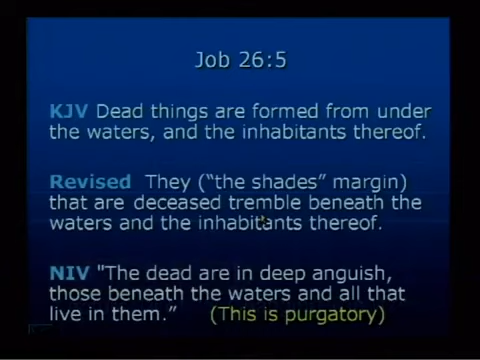 Job 26:5
KJV Dead things are formed from under
the waters, and the inhabitants thereof.
Revised They ("the shades" margin)
that are deceased tremble beneath the
waters and the inhabitants thereof.
NIV "The dead are in deep anguish,
those beneath the waters and all that
live in them." (This is purgatory)